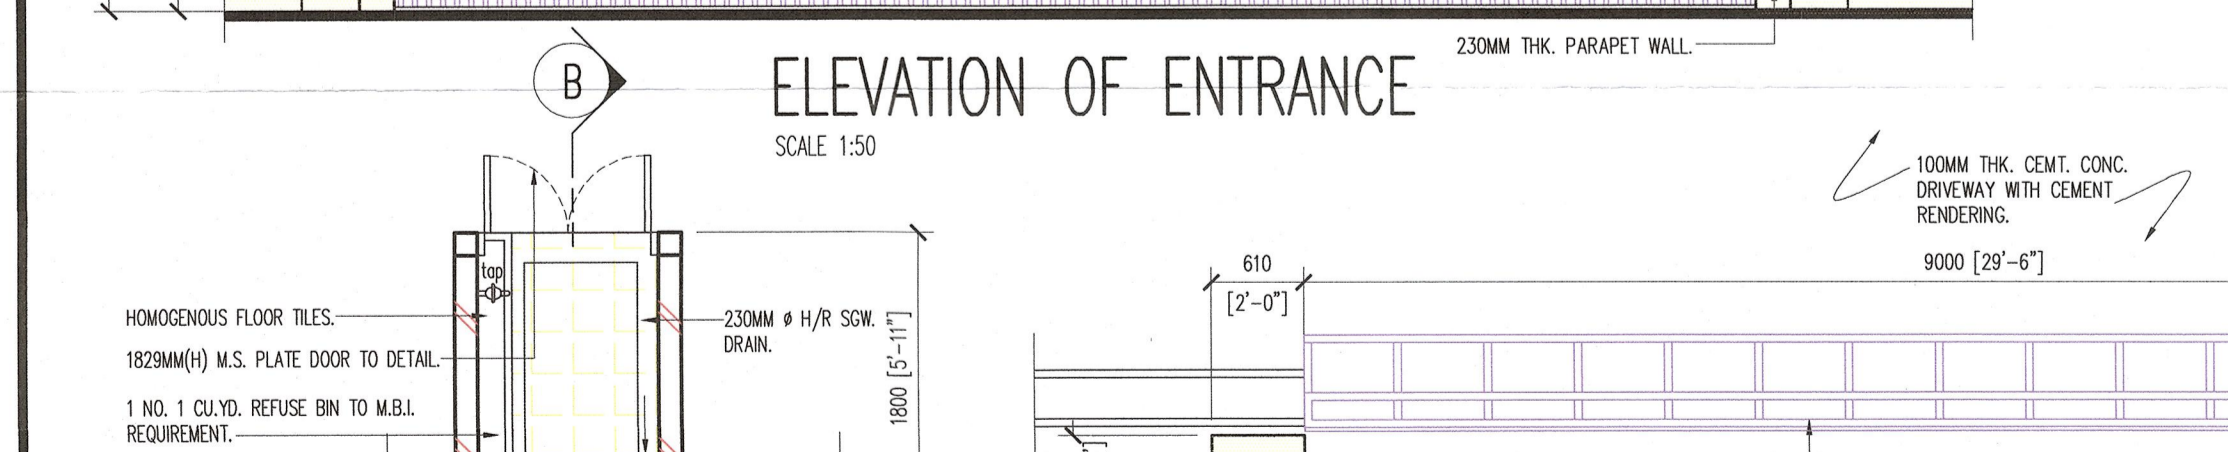 230MM THK. PARAPET WALL.
B
ELEVATION OF ENTRANCE
SCALE 1:50
100MM THK. CEMT. CONC.
DRIVEWAY WITH CEMENT
RENDERING.
610
[2'-0"]
9000 [29'-6"]
tap
HOMOGENOUS FLOOR TILES.
1829MM(H) M.S. PLATE DOOR TO DETAIL.
1 NO. 1 CU.YD. REFUSE BIN TO M.B.I.
REQUIREMENT.
230MM ø H/R SGW.
DRAIN.
1800 [5'-11"]